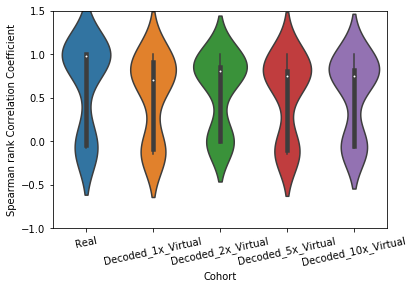 1.5
1.0
0.5
0.0
−0.5
−1.0
Spearman rank Correlation Coefficient
Real
Decoded_1x_Virtual
Decoded_2x_Virtual
Decoded_5x_Virtual
Decoded_10x_Virtual
Cohort